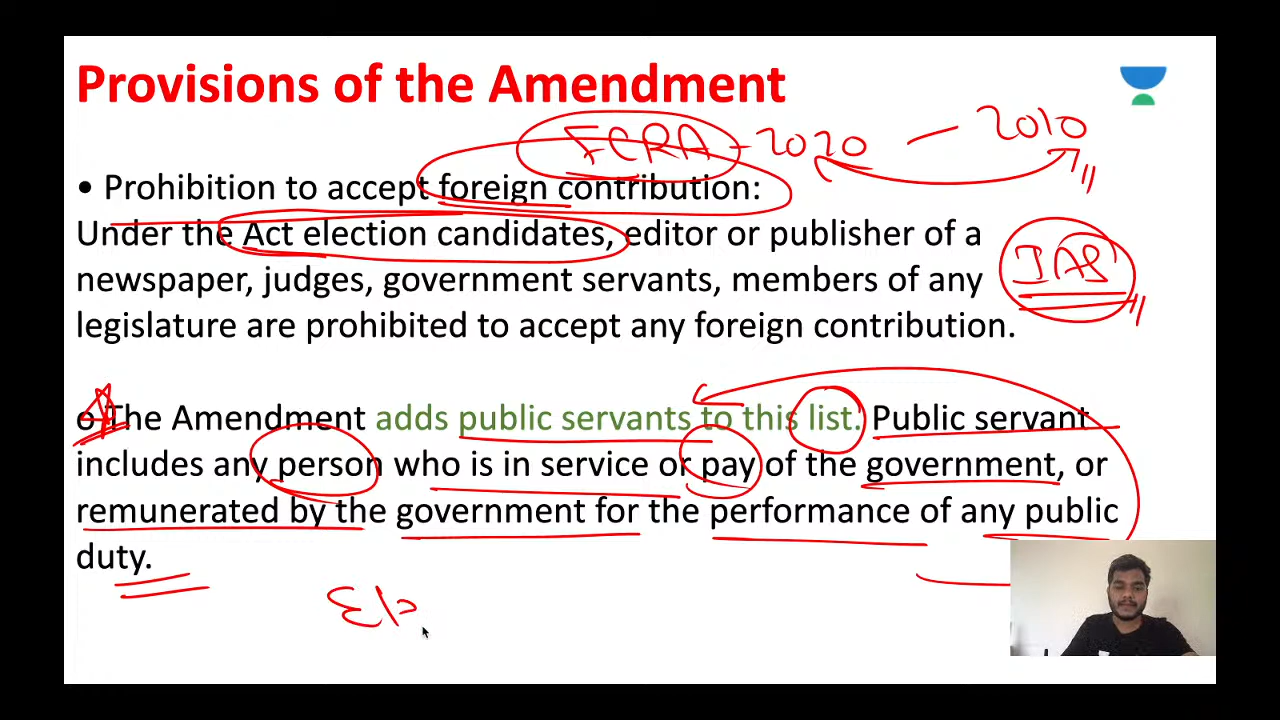 Provisions of the Amendment
FCRA - 2020 - 2010
• Prohibition to accept foreign contribution:
Under the Act election candidates, editor or publisher of a
newspaper, judges, government servants, members of any
IAS
legislature are prohibited to accept any foreign contribution.
o The Amendment adds public servants to this list. Public servant
includes any person who is in service or pay of the government, or
remunerated by the government for the performance of any public
duty.